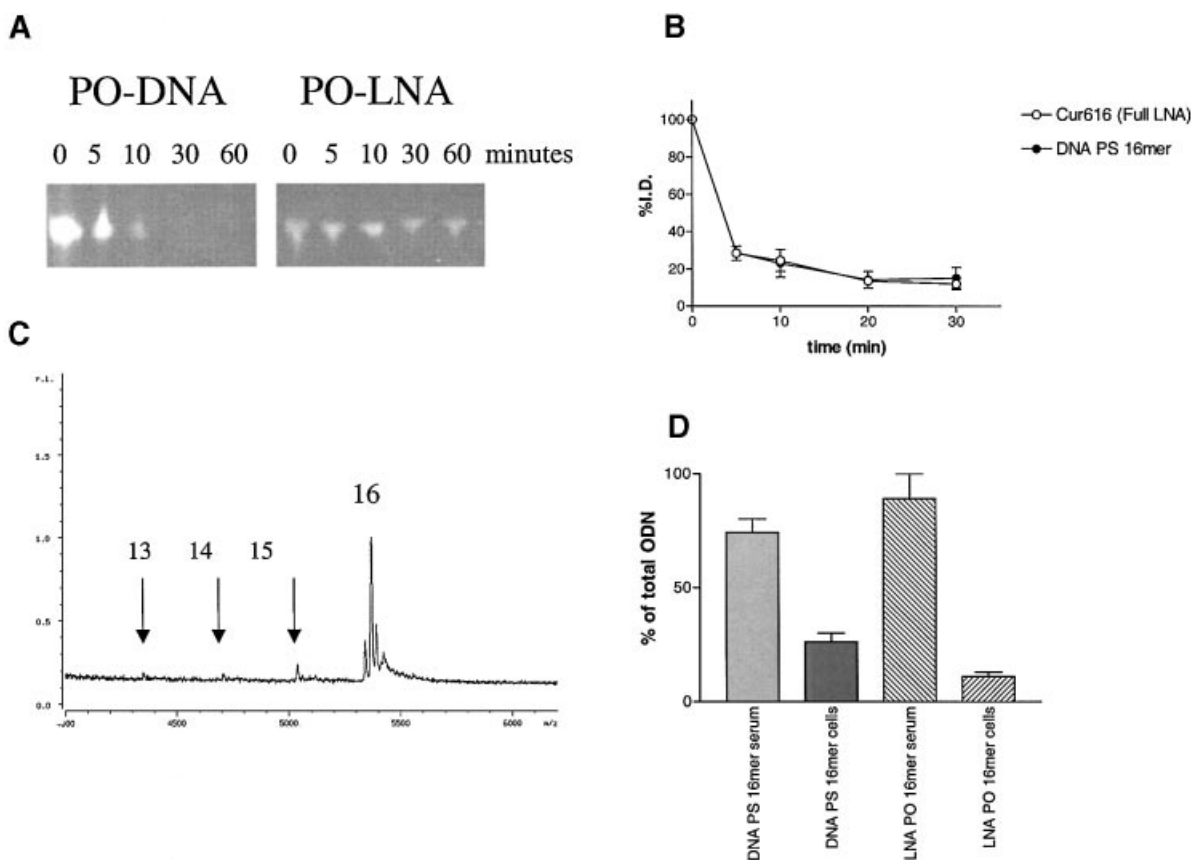 A
PO-DNA PO-LNA
0 5 10 30 60 0 5 10 30 60 minutes
B
%I.D.
100
80
60
40
20
0
0 10 20 30
time (min)
Cur616 (Full LNA)
DNA PS 16mer
C
r.i.
1.5
1.0
0.5
0.0
13 14 15 16
4500 5000 5500 6000 m/z
D
% of total ODN
100
50
0
DNA PS 16mer serum
DNA PS 16mer cells
LNA PO 16mer serum
LNA PO 16mer cells